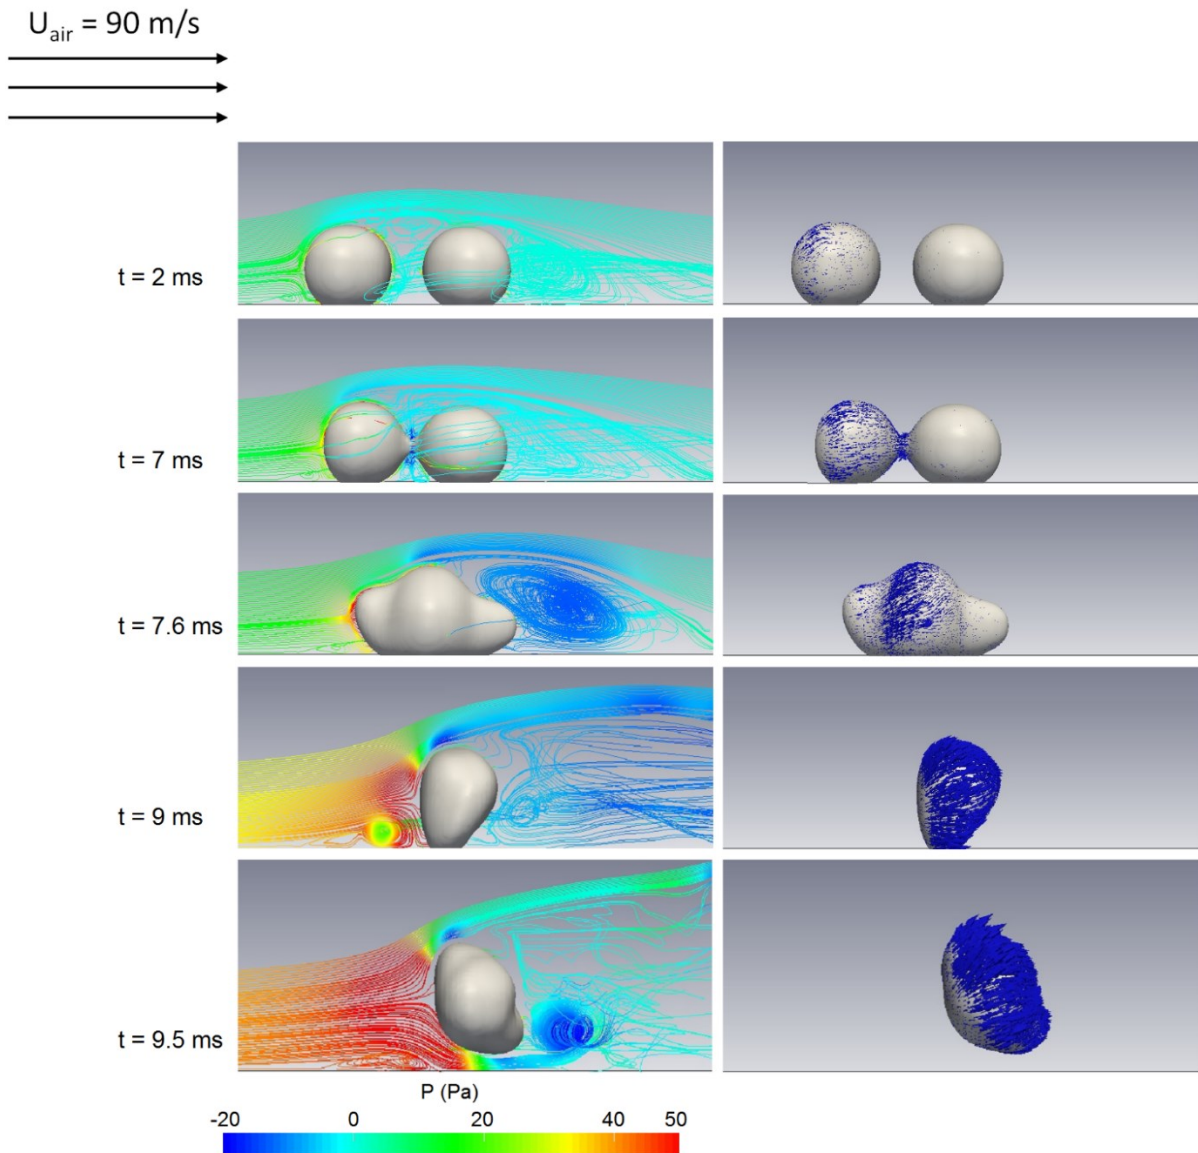 U_air = 90 m/s
t = 2 ms
t = 7 ms
t = 7.6 ms
t = 9 ms
t = 9.5 ms
P (Pa)
-20 0 20 40 50